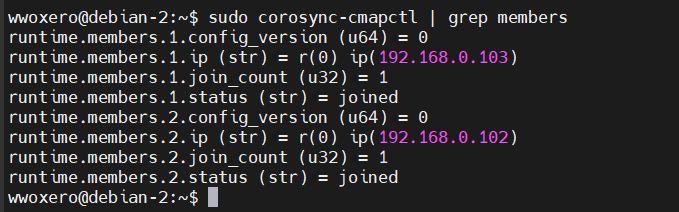 wwoxero@debian-2:~$ sudo corosync-cmapctl | grep members
runtime.members.1.config_version (u64) = 0
runtime.members.1.ip (str) = r(0) ip(192.168.0.103)
runtime.members.1.join_count (u32) = 1
runtime.members.1.status (str) = joined
runtime.members.2.config_version (u64) = 0
runtime.members.2.ip (str) = r(0) ip(192.168.0.102)
runtime.members.2.join_count (u32) = 1
runtime.members.2.status (str) = joined
wwoxero@debian-2:~$